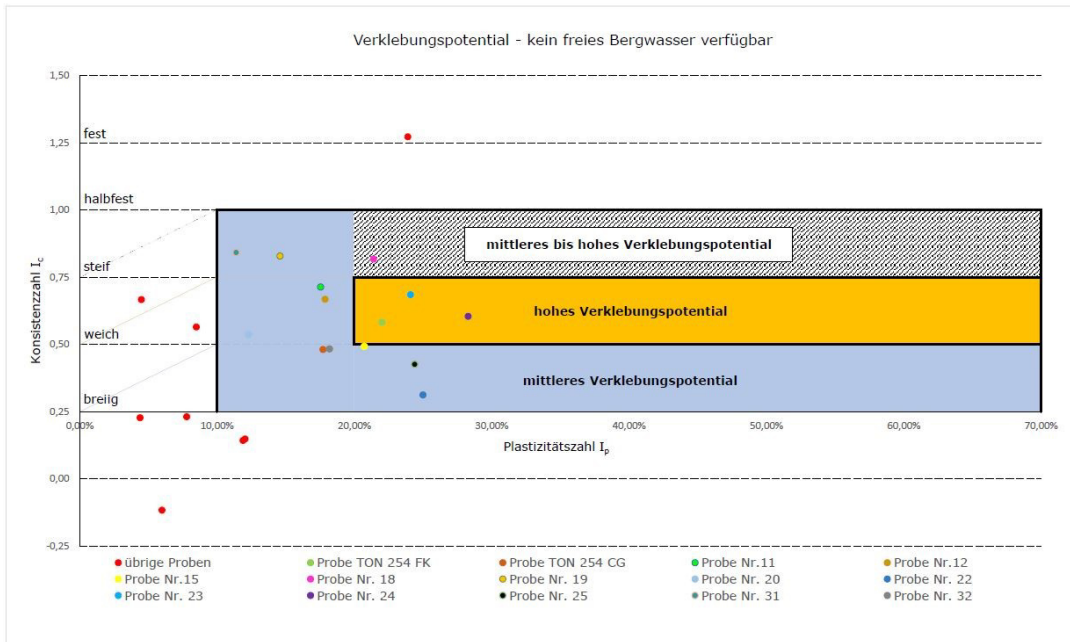 Verklebungspotential - kein freies Bergwasser verfügbar
1,50
fest
1,25
halbfest
1,00
mittleres bis hohes Verklebungspotential
steif
0,75
hohes Verklebungspotential
weich
0,50
mittleres Verklebungspotential
breiig
0,25
0,00% 10,00% 20,00% 30,00% 40,00% 50,00% 60,00% 70,00%
Plastizitätszahl Ip
0,00
-0,25
Konsistenzzahl Ic
übrige Proben Probe TON 254 FK Probe TON 254 CG Probe Nr.11 Probe Nr.12
Probe Nr.15 Probe Nr. 18 Probe Nr. 19 Probe Nr. 20 Probe Nr. 22
Probe Nr. 23 Probe Nr. 24 Probe Nr. 25 Probe Nr. 31 Probe Nr. 32